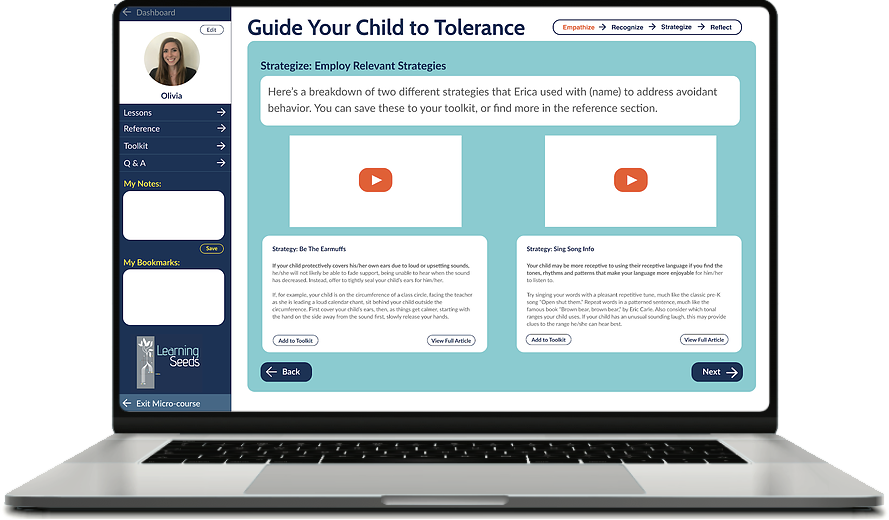 ← Dashboard
Edit
Olivia
Lessons →
Reference →
Toolkit →
Q & A →
My Notes:
Save
My Bookmarks:
Learning
Seeds
← Exit Micro-course
Guide Your Child to Tolerance
Empathize → Recognize → Strategize → Reflect
Strategize: Employ Relevant Strategies
Here's a breakdown of two different strategies that Erica used with (name) to address avoidant
behavior. You can save these to your toolkit, or find more in the reference section.
Strategy: Be The Earmuffs
If your child protectively covers his/her own ears due to loud or upsetting sounds,
he/she will not likely be able to fade support, being unable to hear when the sound
has decreased. Instead, offer to tightly seal your child's ears for him/her.
If, for example, your child is on the circumference of a class circle, facing the teacher
as she is leading a loud calendar chant, sit behind your child outside the
circumference. First cover your child's ears, then, as things get calmer, starting with
the hand on the side away from the sound first, slowly release your hands.
Add to Toolkit
View Full Article
Strategy: Sing Song Info
Your child may be more receptive to using their receptive language if you find the
tones, rhythms and patterns that make your language more enjoyable for him/her
to listen to.
Try singing your words with a pleasant repetitive tune, much like the classic pre-K
song "Open shut them." Repeat words in a patterned sentence, much like the
famous book "Brown bear, brown bear," by Eric Carle. Also consider which tonal
ranges your child uses. If your child has an unusual sounding laugh, this may provide
clues to the range he/she can hear best.
Add to Toolkit
View Full Article
← Back
Next →